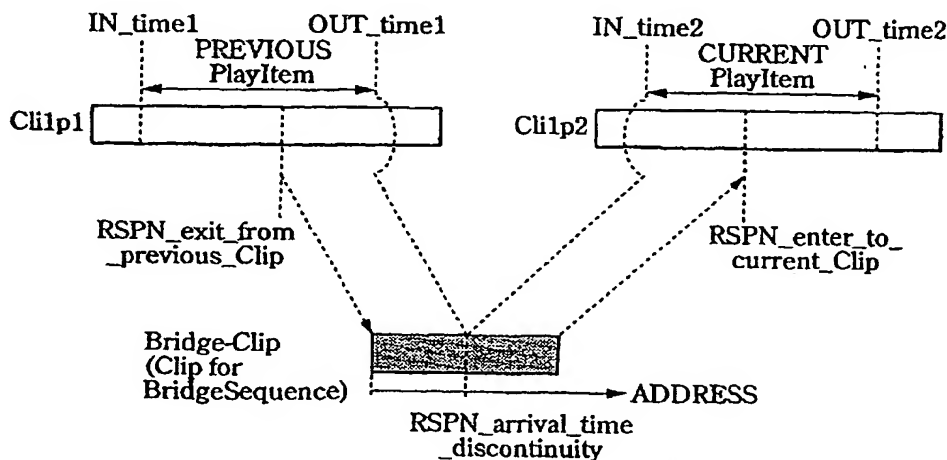 IN_time1
OUT_time1
PREVIOUS
PlayItem
Cli1p1
RSPN_exit_from
_previous_Clip
IN_time2
OUT_time2
CURRENT
PlayItem
Cli1p2
RSPN_enter_to_
current_Clip
Bridge-Clip
(Clip for
BridgeSequence)
ADDRESS
RSPN_arrival_time
_discontinuity